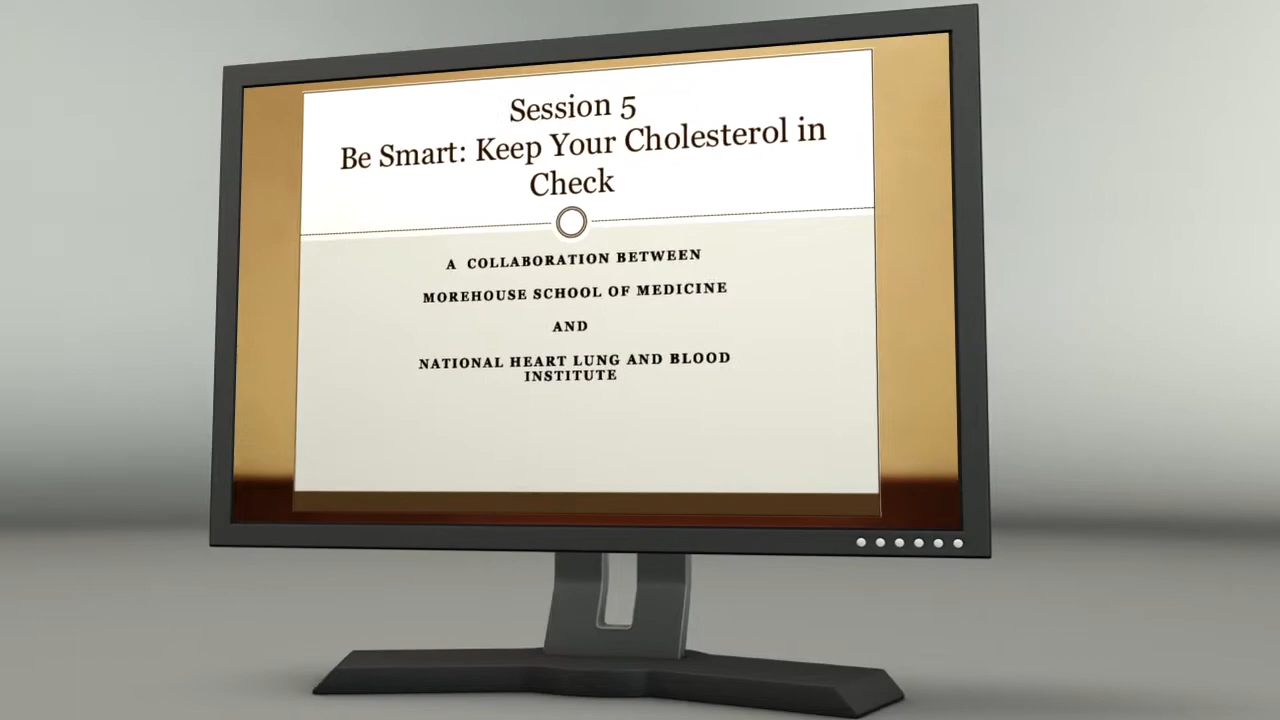 Session 5
Be Smart: Keep Your Cholesterol in
Check
A COLLABORATION BETWEEN
MOREHOUSE SCHOOL OF MEDICINE
AND
NATIONAL HEART LUNG AND BLOOD
INSTITUTE